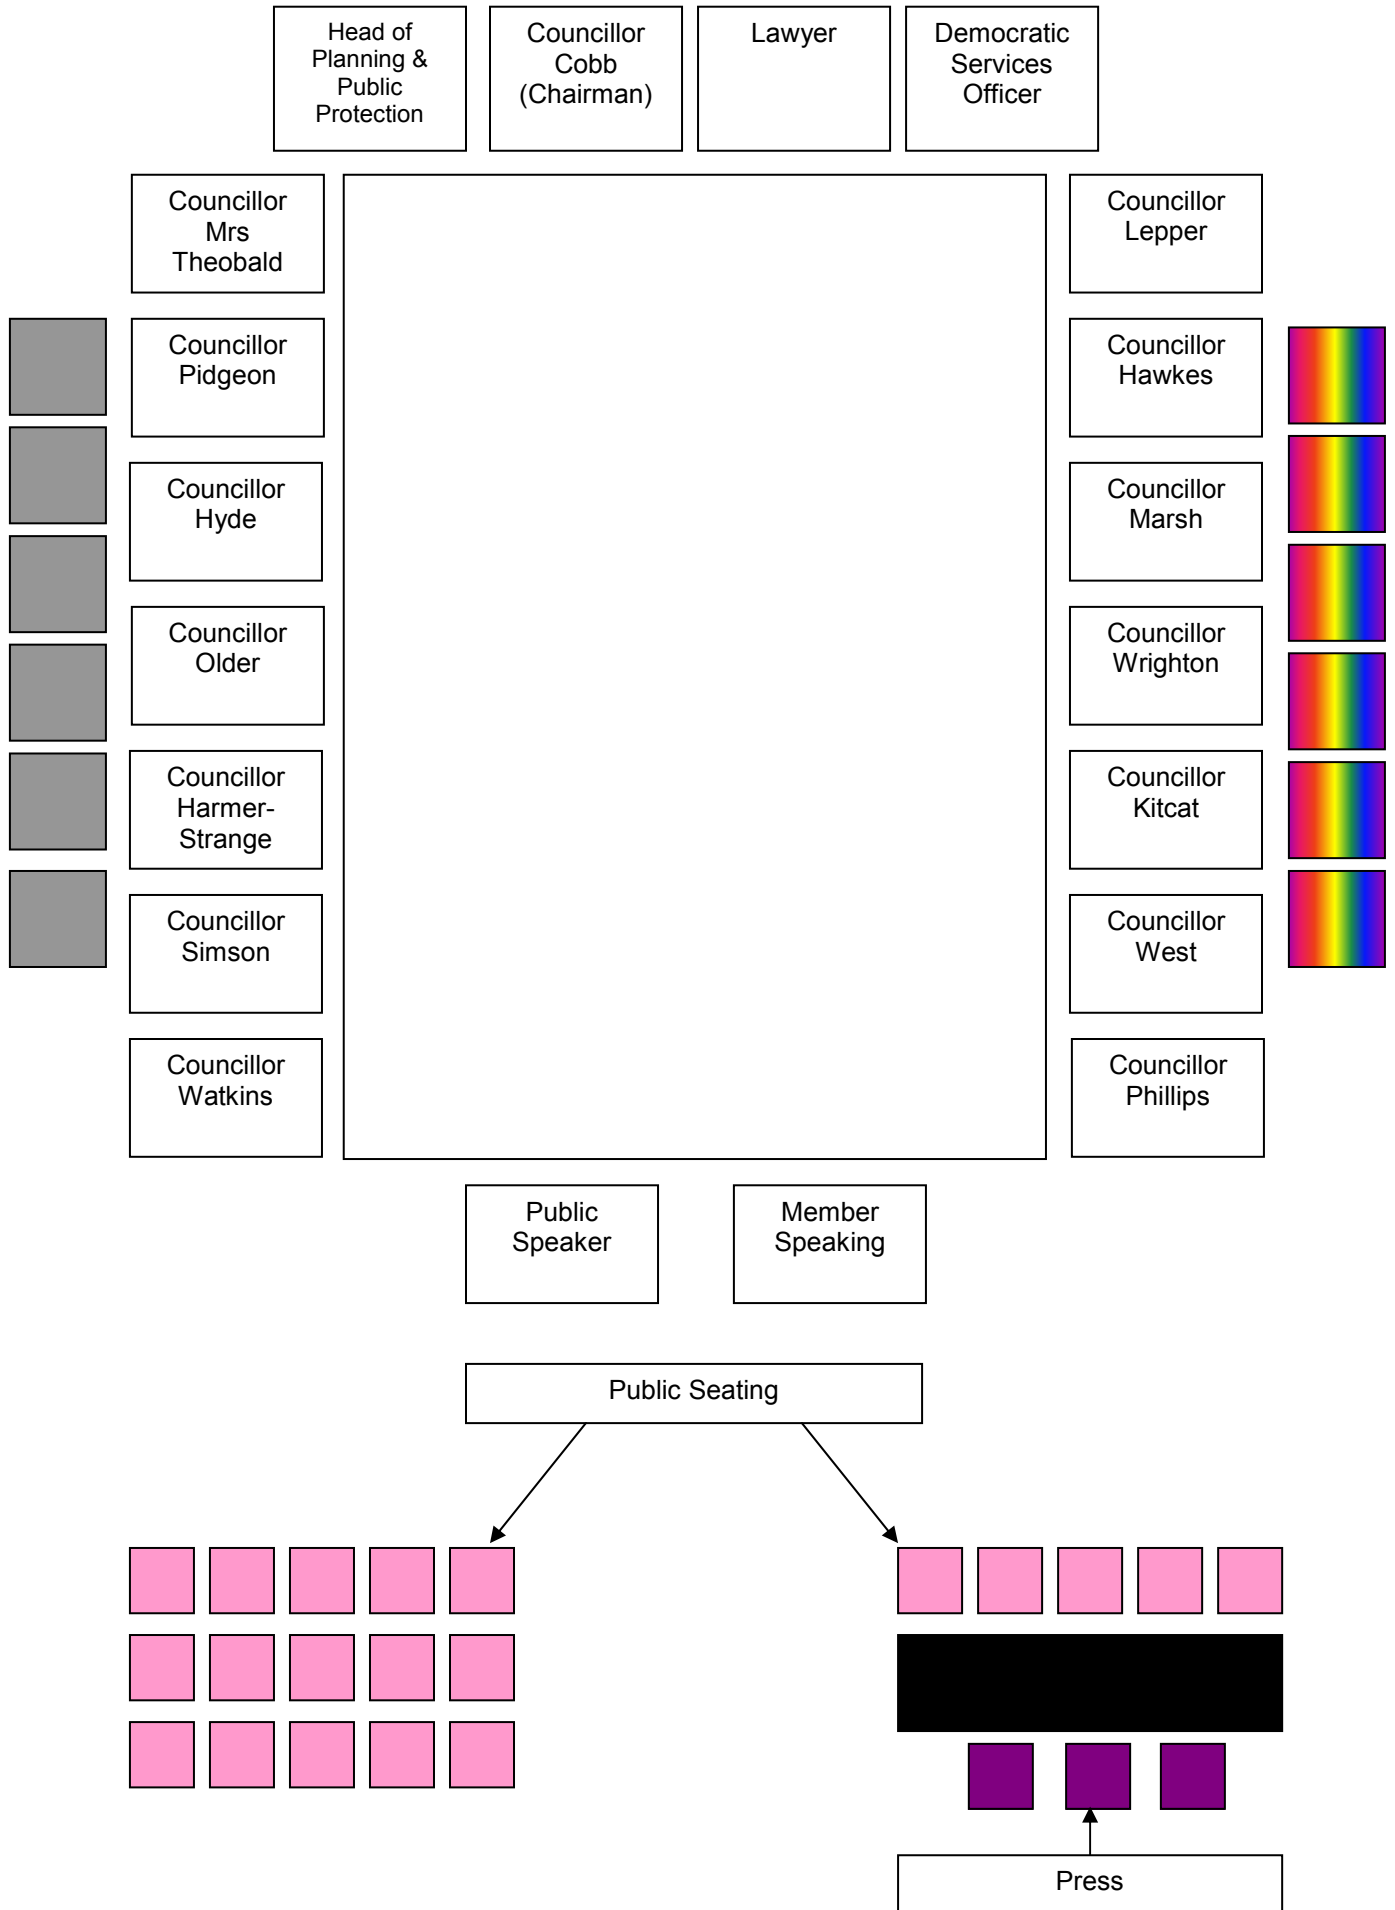 Head of
Planning &
Public
Protection
Councillor
Cobb
(Chairman)
Lawyer
Democratic
Services
Officer
Councillor
Mrs
Theobald
Councillor
Lepper
Councillor
Pidgeon
Councillor
Hawkes
Councillor
Hyde
Councillor
Marsh
Councillor
Older
Councillor
Wrighton
Councillor
Harmer-
Strange
Councillor
Kitcat
Councillor
Simson
Councillor
West
Councillor
Watkins
Councillor
Phillips
Public
Speaker
Member
Speaking
Public Seating
Press